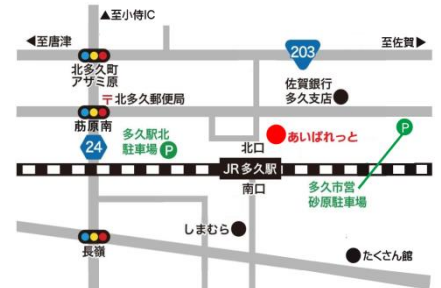 ▲至小侍IC
◀至唐津
203
至佐賀▶
北多久町
アザミ原
佐賀銀行
多久支店
〒北多久郵便局
莇原南
多久駅北
駐車場 P
北口
あいぱれっと
P
24
JR多久駅
南口
多久市営
砂原駐車場
しまむら
長嶺
たくさん館